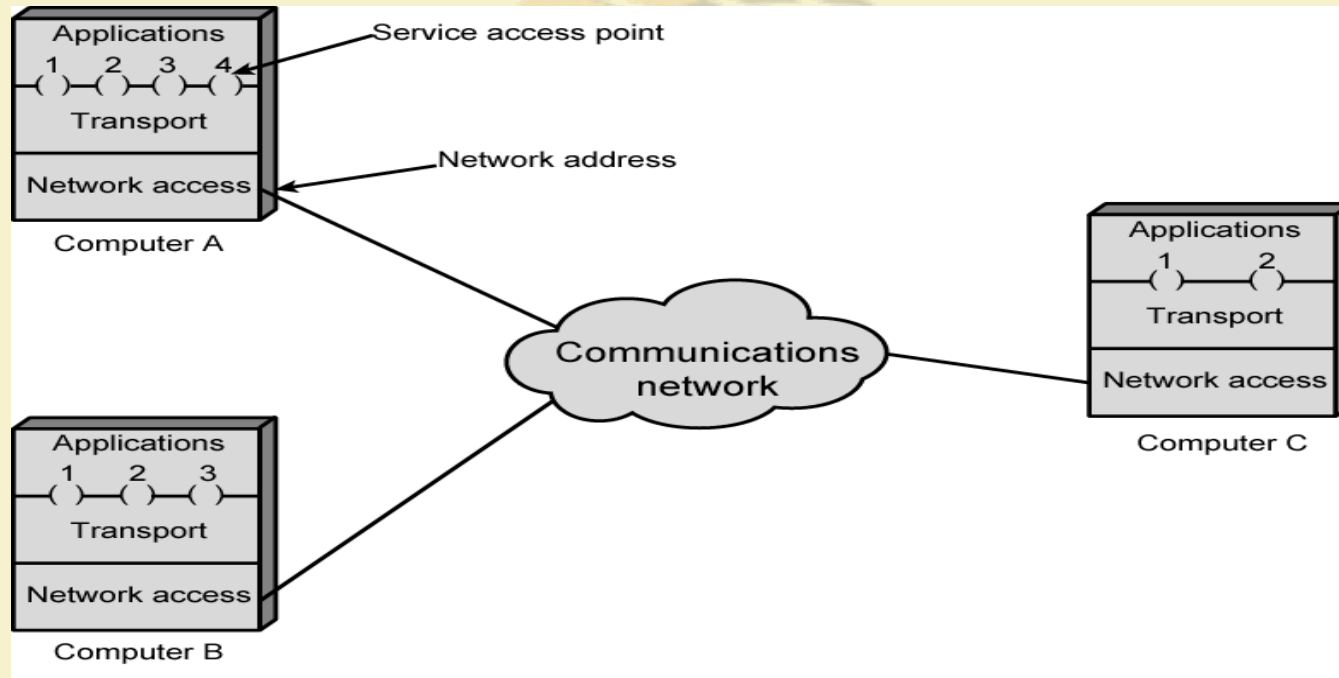 Applications
1 2 3 4
Transport
Network access
Computer A
Service access point
Network address
Communications
network
Applications
1 2
Transport
Network access
Computer C
Applications
1 2 3
Transport
Network access
Computer B